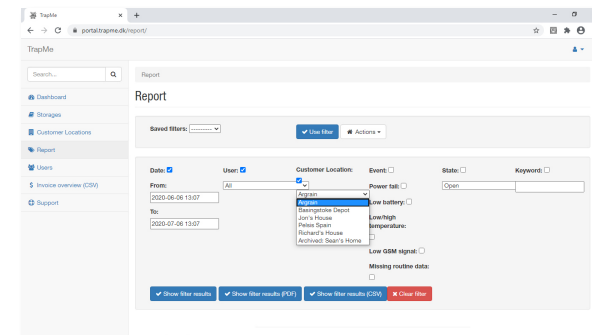 TrapMe
portal.trapme.dk/report/
TrapMe
Search...
Report
Dashboard
Storages
Customer Locations
Report
Users
Invoice overview (CSV)
Support
Report
Saved filters: ----------
Use filter
Actions
Date:
User:
Customer Location:
Event:
State:
Keyword:
From:
All
Power fail:
Open
2020-06-06 13:07
Argrain
Argrain
Low battery:
To:
Basingstoke Depot
2020-07-06 13:07
Jon's House
Low/high temperature:
Pelsis Spain
Richard's House
Archived: Sean's Home
Low GSM signal:
Missing routine data:
Show filter results
Show filter results (PDF)
Show filter results (CSV)
Clear filter